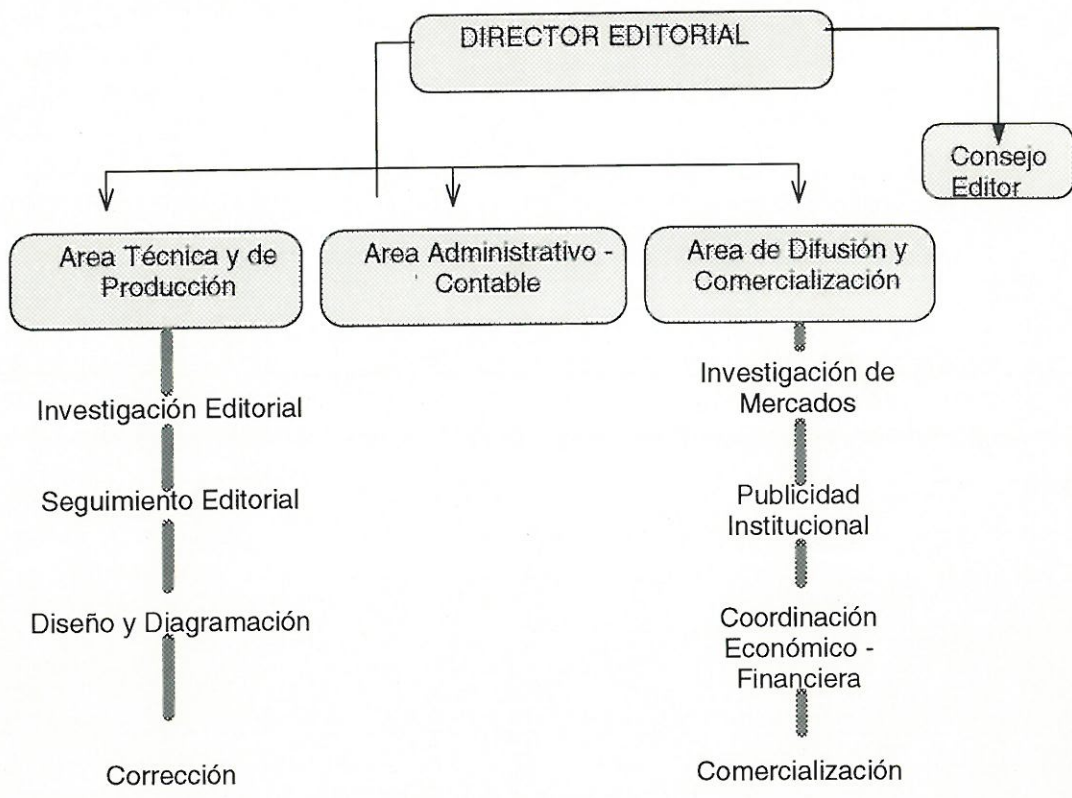 DIRECTOR EDITORIAL
Consejo
Editor
Area Técnica y de
Producción
Area Administrativo -
Contable
Area de Difusión y
Comercialización
Investigación Editorial
Seguimiento Editorial
Diseño y Diagramación
Corrección
Investigación de
Mercados
Publicidad
Institucional
Coordinación
Económico -
Financiera
Comercialización